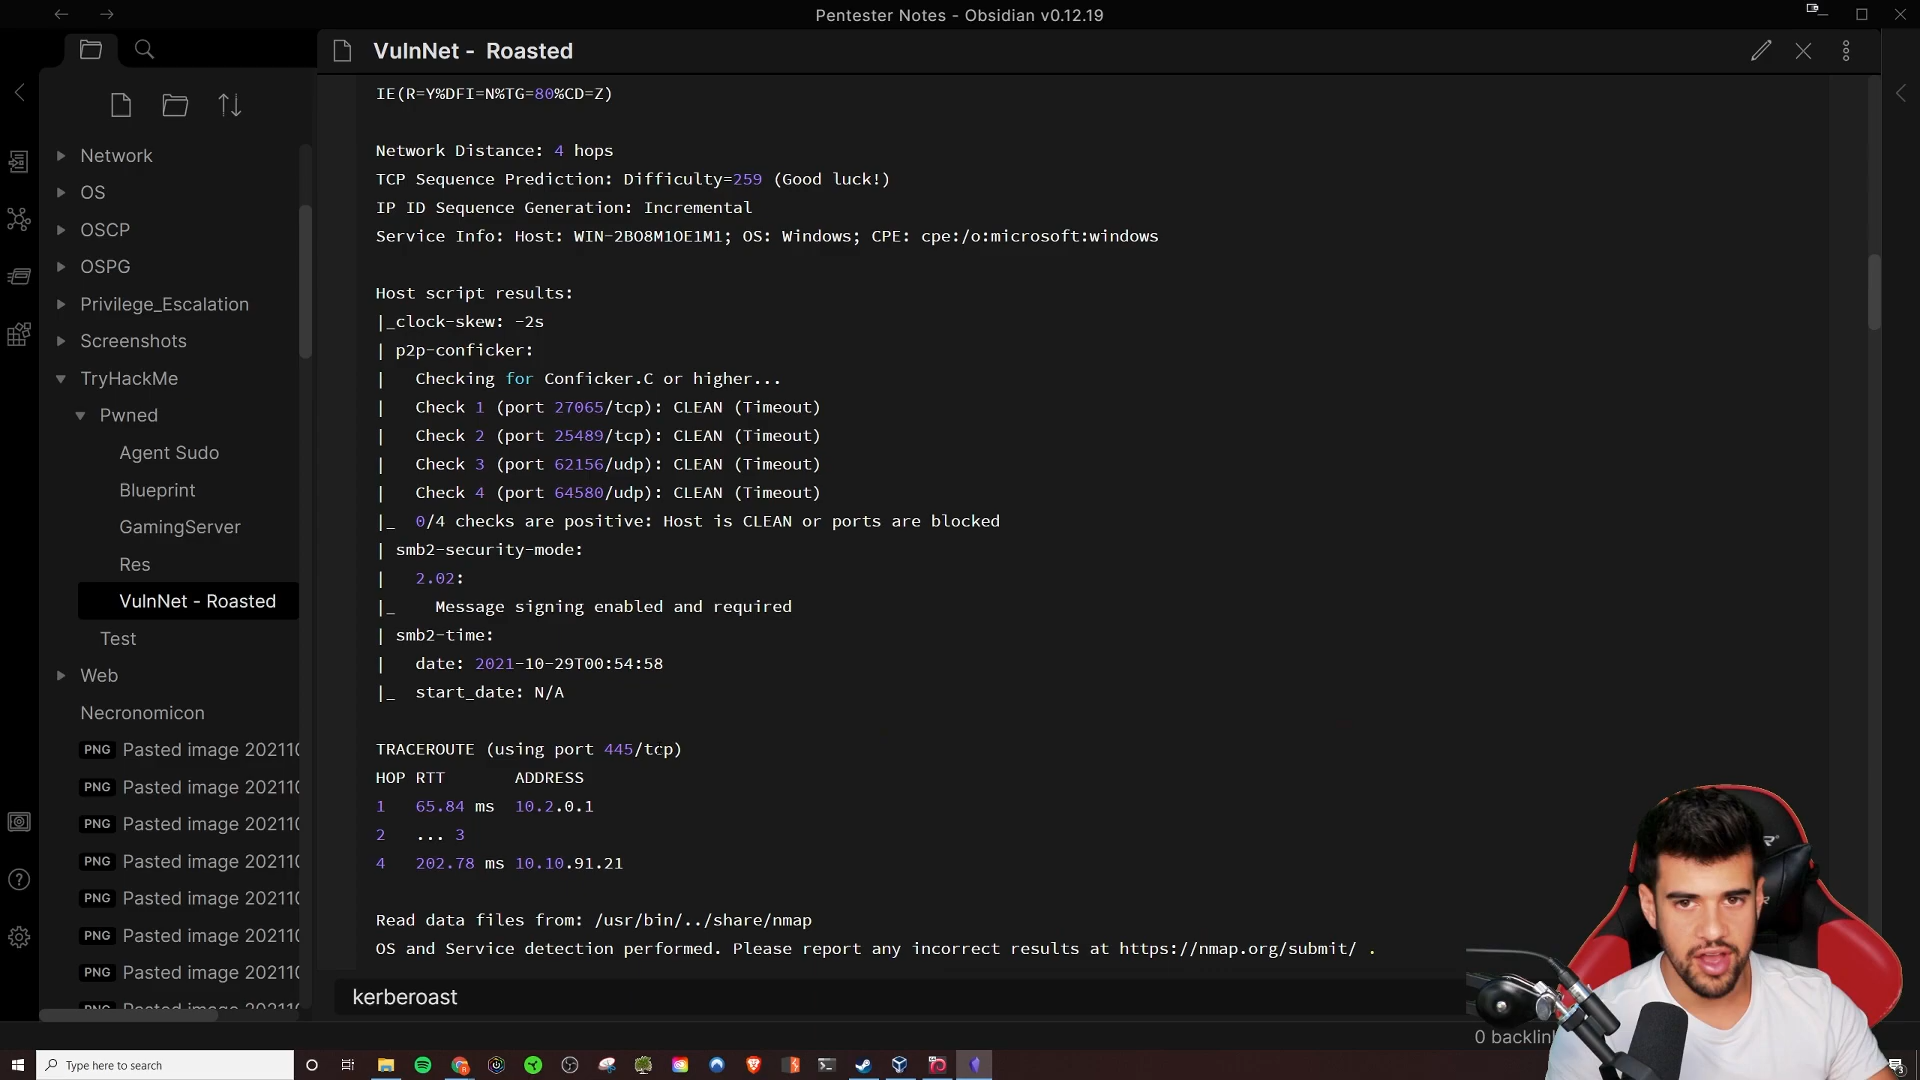 Pentester Notes - Obsidian v0.12.19
VulnNet - Roasted
Network
OS
OSCP
OSPG
Privilege_Escalation
Screenshots
TryHackMe
Pwned
Agent Sudo
Blueprint
GamingServer
Res
VulnNet - Roasted
Test
Web
Necronomicon
PNG Pasted image 20211
PNG Pasted image 20211
PNG Pasted image 20211
PNG Pasted image 20211
PNG Pasted image 20211
PNG Pasted image 20211
PNG Pasted image 20211
IE(R=Y%DFI=N%TG=80%CD=Z)
Network Distance: 4 hops
TCP Sequence Prediction: Difficulty=259 (Good luck!)
IP ID Sequence Generation: Incremental
Service Info: Host: WIN-2BO8M1OE1M1; OS: Windows; CPE: cpe:/o:microsoft:windows
Host script results:
|_clock-skew: -2s
| p2p-conficker:
|   Checking for Conficker.C or higher...
|   Check 1 (port 27065/tcp): CLEAN (Timeout)
|   Check 2 (port 25489/tcp): CLEAN (Timeout)
|   Check 3 (port 62156/udp): CLEAN (Timeout)
|   Check 4 (port 64580/udp): CLEAN (Timeout)
|_  0/4 checks are positive: Host is CLEAN or ports are blocked
| smb2-security-mode:
|   2.02:
|_    Message signing enabled and required
| smb2-time:
|   date: 2021-10-29T00:54:58
|_  start_date: N/A
TRACEROUTE (using port 445/tcp)
HOP RTT       ADDRESS
1   65.84 ms  10.2.0.1
2   ... 3
4   202.78 ms 10.10.91.21
Read data files from: /usr/bin/../share/nmap
OS and Service detection performed. Please report any incorrect results at https://nmap.org/submit/ .
kerberoast
0 backlin
Type here to search